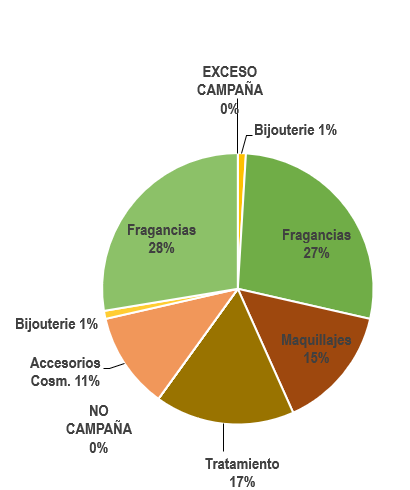 EXCESO
CAMPAÑA
0%
Bijouterie 1%
Fragancias
28%
Fragancias
27%
Bijouterie 1%
Maquillajes
15%
Accesorios
Cosm. 11%
NO
CAMPAÑA
0%
Tratamiento
17%